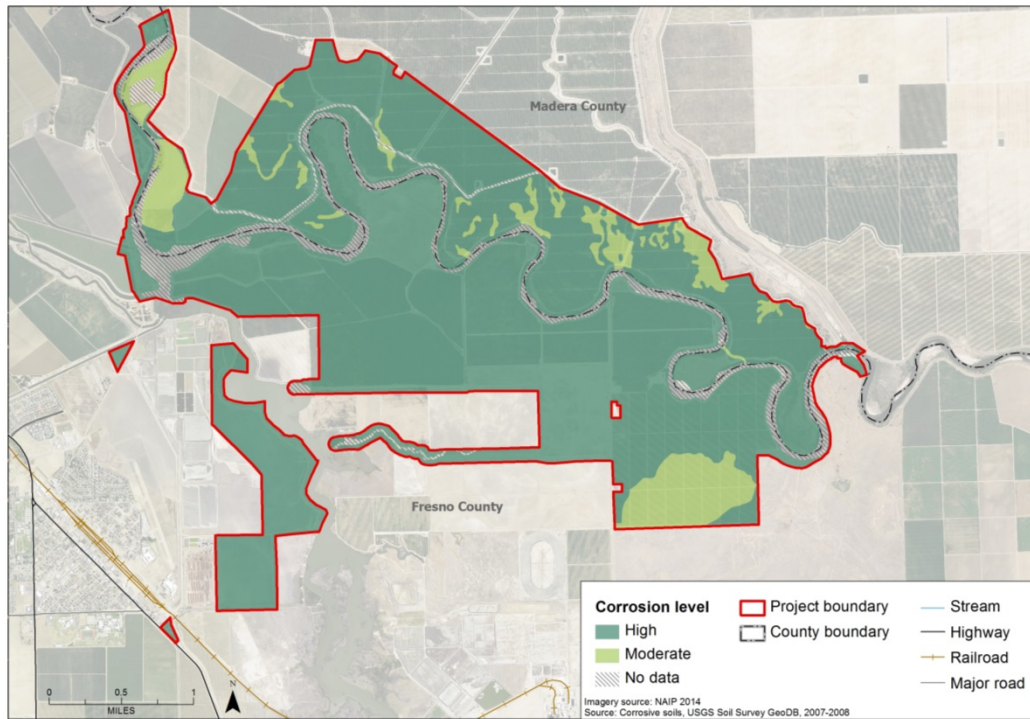 Madera County
Fresno County
Corrosion level
High
Moderate
No data
Project boundary
County boundary
Stream
Highway
Railroad
Major road
0 0.5 1
MILES
N
Imagery source: NAIP 2014
Source: Corrosive soils, USGS Soil Survey GeoDB, 2007-2008